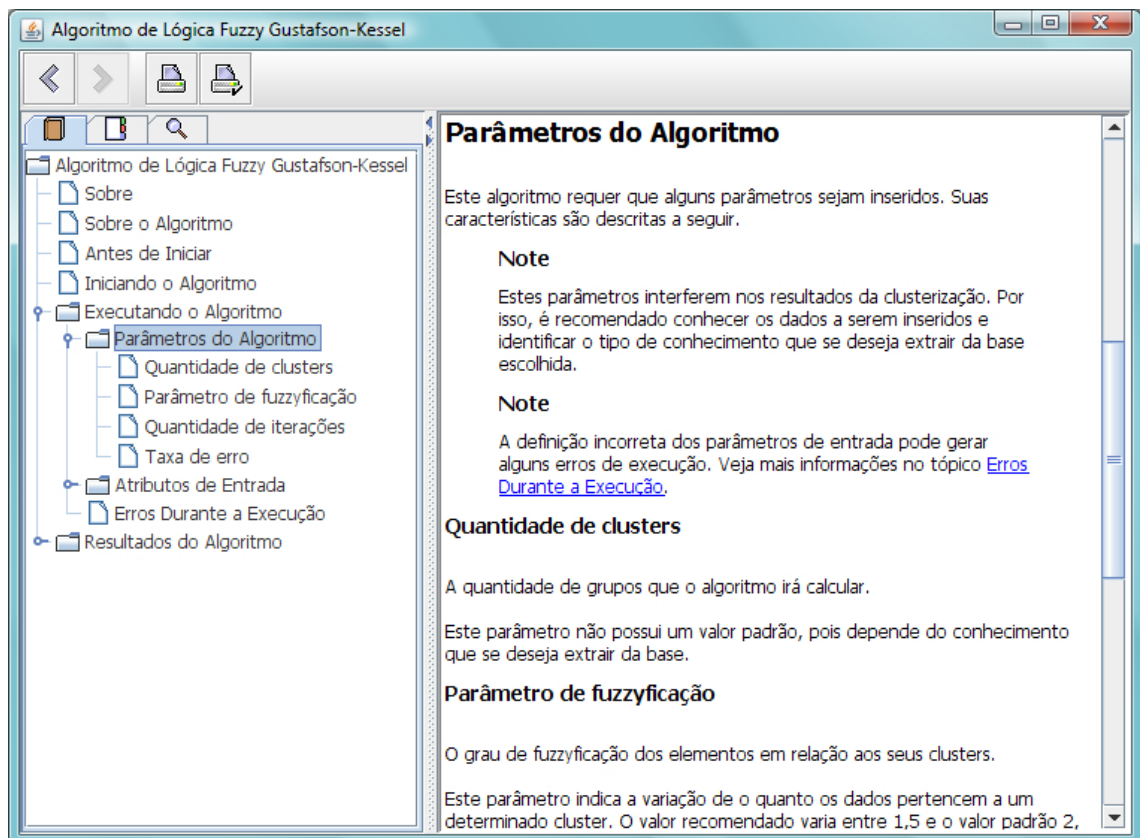 Algoritmo de Lógica Fuzzy Gustafson-Kessel
Algoritmo de Lógica Fuzzy Gustafson-Kessel
Sobre
Sobre o Algoritmo
Antes de Iniciar
Iniciando o Algoritmo
Executando o Algoritmo
Parâmetros do Algoritmo
Quantidade de clusters
Parâmetro de fuzzyficação
Quantidade de iterações
Taxa de erro
Atributos de Entrada
Erros Durante a Execução
Resultados do Algoritmo
Parâmetros do Algoritmo
Este algoritmo requer que alguns parâmetros sejam inseridos. Suas
características são descritas a seguir.
Note
Estes parâmetros interferem nos resultados da clusterização. Por
isso, é recomendado conhecer os dados a serem inseridos e
identificar o tipo de conhecimento que se deseja extrair da base
escolhida.
Note
A definição incorreta dos parâmetros de entrada pode gerar
alguns erros de execução. Veja mais informações no tópico Erros
Durante a Execução.
Quantidade de clusters
A quantidade de grupos que o algoritmo irá calcular.
Este parâmetro não possui um valor padrão, pois depende do conhecimento
que se deseja extrair da base.
Parâmetro de fuzzyficação
O grau de fuzzyficação dos elementos em relação aos seus clusters.
Este parâmetro indica a variação de o quanto os dados pertencem a um
determinado cluster. O valor recomendado varia entre 1,5 e o valor padrão 2,